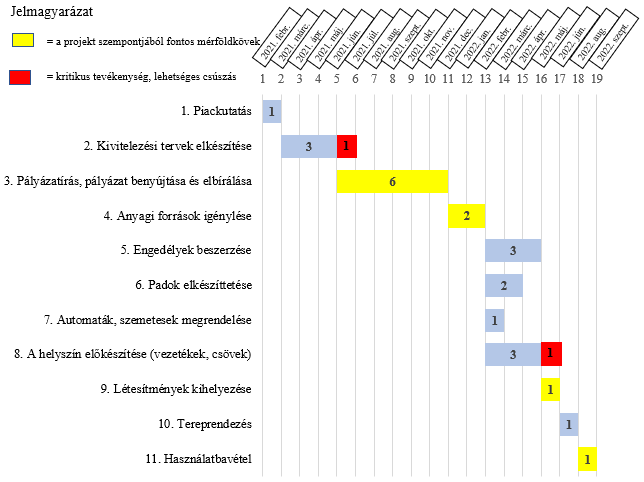 Jelmagyarázat
= a projekt szempontjából fontos mérföldkövek
= kritikus tevékenység, lehetséges csúszás
2021. febr.
2021. márc.
2021. ápr.
2021. máj.
2021. jún.
2021. júl.
2021. aug.
2021. szept.
2021. okt.
2021. nov.
2021. dec.
2022. jan.
2022. febr.
2022. márc.
2022. ápr.
2022. máj.
2022. jún.
2022. aug.
2022. szept.
1 2 3 4 5 6 7 8 9 10 11 12 13 14 15 16 17 18 19
1. Piackutatás 1
2. Kivitelezési tervek elkészítése 3 1
3. Pályázatírás, pályázat benyújtása és elbírálása 6
4. Anyagi források igénylése 2
5. Engedélyek beszerzése 3
6. Padok elkészíttetése 2
7. Automaták, szemetesek megrendelése 1
8. A helyszín előkészítése (vezetékek, csövek) 3 1
9. Létesítmények kihelyezése 1
10. Tereprendezés 1
11. Használatbavétel 1